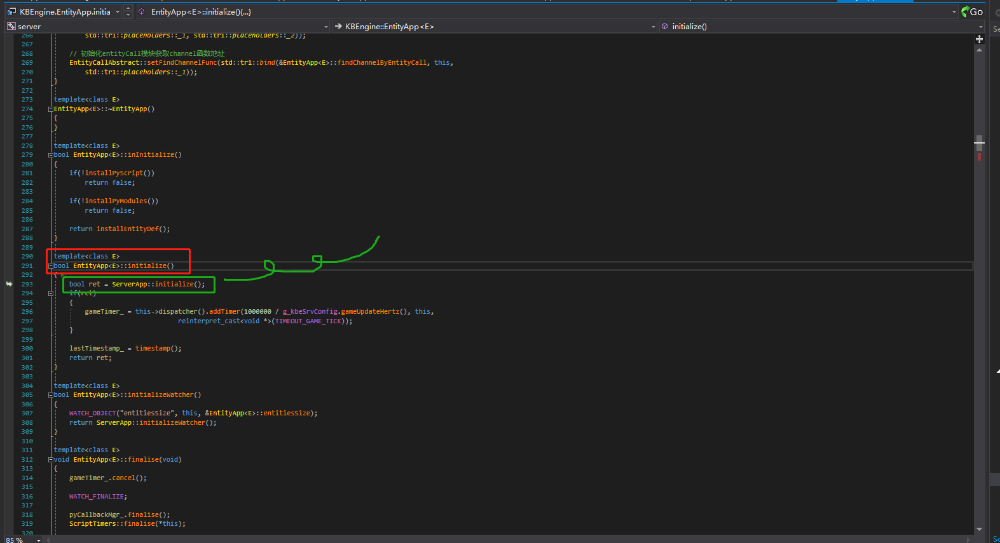 KBEngine.EntityApp.initia
EntityApp<E>::initialize(){...}
Go
server
KBEngine::EntityApp<E>
initialize()
266 std::tr1::placeholders::_1, std::tr1::placeholders::_2));
267
268 // 初始化entityCall模块获取channel函数地址
269 EntityCallAbstract::setFindChannelFunc(std::tr1::bind(&EntityApp<E>::findChannelByEntityCall, this,
270 std::tr1::placeholders::_1));
271 }
272
273 template<class E>
274 EntityApp<E>::~EntityApp()
275 {
276 }
277
278 template<class E>
279 bool EntityApp<E>::inInitialize()
280 {
281 if(!installPyScript())
282 return false;
283
284 if(!installPyModules())
285 return false;
286
287 return installEntityDef();
288 }
289
290 template<class E>
291 bool EntityApp<E>::initialize()
292 {
293 bool ret = ServerApp::initialize();
294 if(ret)
295 {
296 gameTimer_ = this->dispatcher().addTimer(1000000 / g_kbeSrvConfig.gameUpdateHertz(), this,
297 reinterpret_cast<void *>(TIMEOUT_GAME_TICK));
298 }
299
300 lastTimestamp_ = timestamp();
301 return ret;
302 }
303
304 template<class E>
305 bool EntityApp<E>::initializeWatcher()
306 {
307 WATCH_OBJECT("entitiesSize", this, &EntityApp<E>::entitiesSize);
308 return ServerApp::initializeWatcher();
309 }
310
311 template<class E>
312 void EntityApp<E>::finalise(void)
313 {
314 gameTimer_.cancel();
315
316 WATCH_FINALIZE;
317
318 pyCallbackMgr_.finalise();
319 ScriptTimers::finalise(*this);
320
85 %